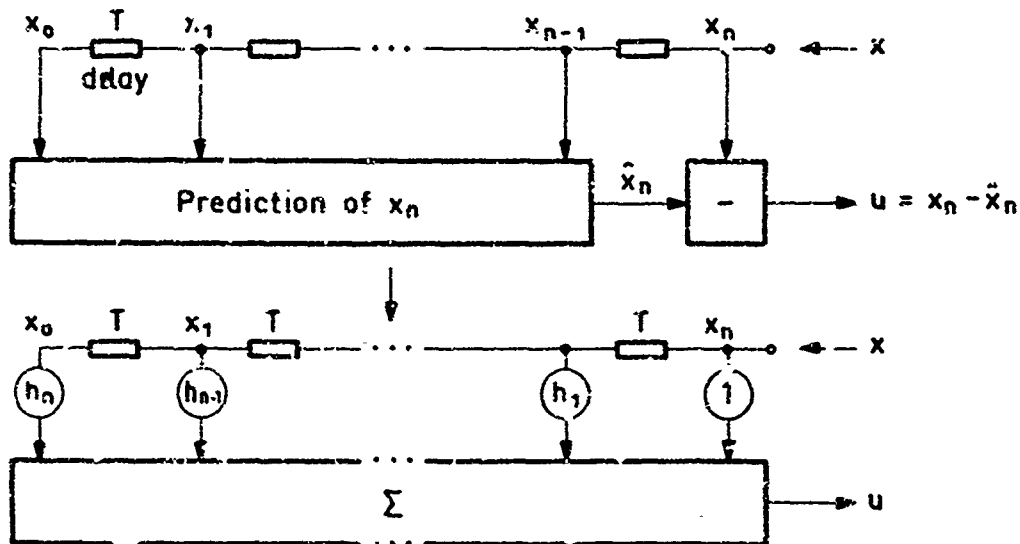 x₀ T x₁ ... xₙ₋₁ xₙ
x
delay
Prediction of xₙ
x̂ₙ
-
u = xₙ - x̂ₙ
x₀ T x₁ T ... T xₙ
x
hₙ hₙ₋₁ h₁ 1
...
Σ
u
...